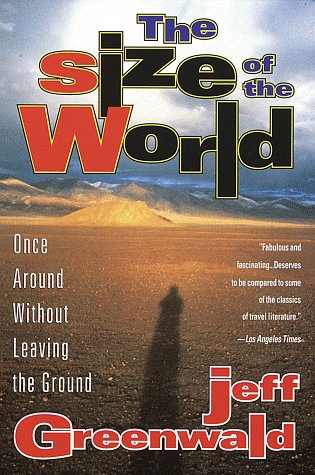 The
Size of
the
World
Once
Around
Without
Leaving
the Ground
"Fabulous and
fascinating...Deserves
to be compared to some
of the classics
of travel literature."
—Los Angeles Times
jeff
Greenwald